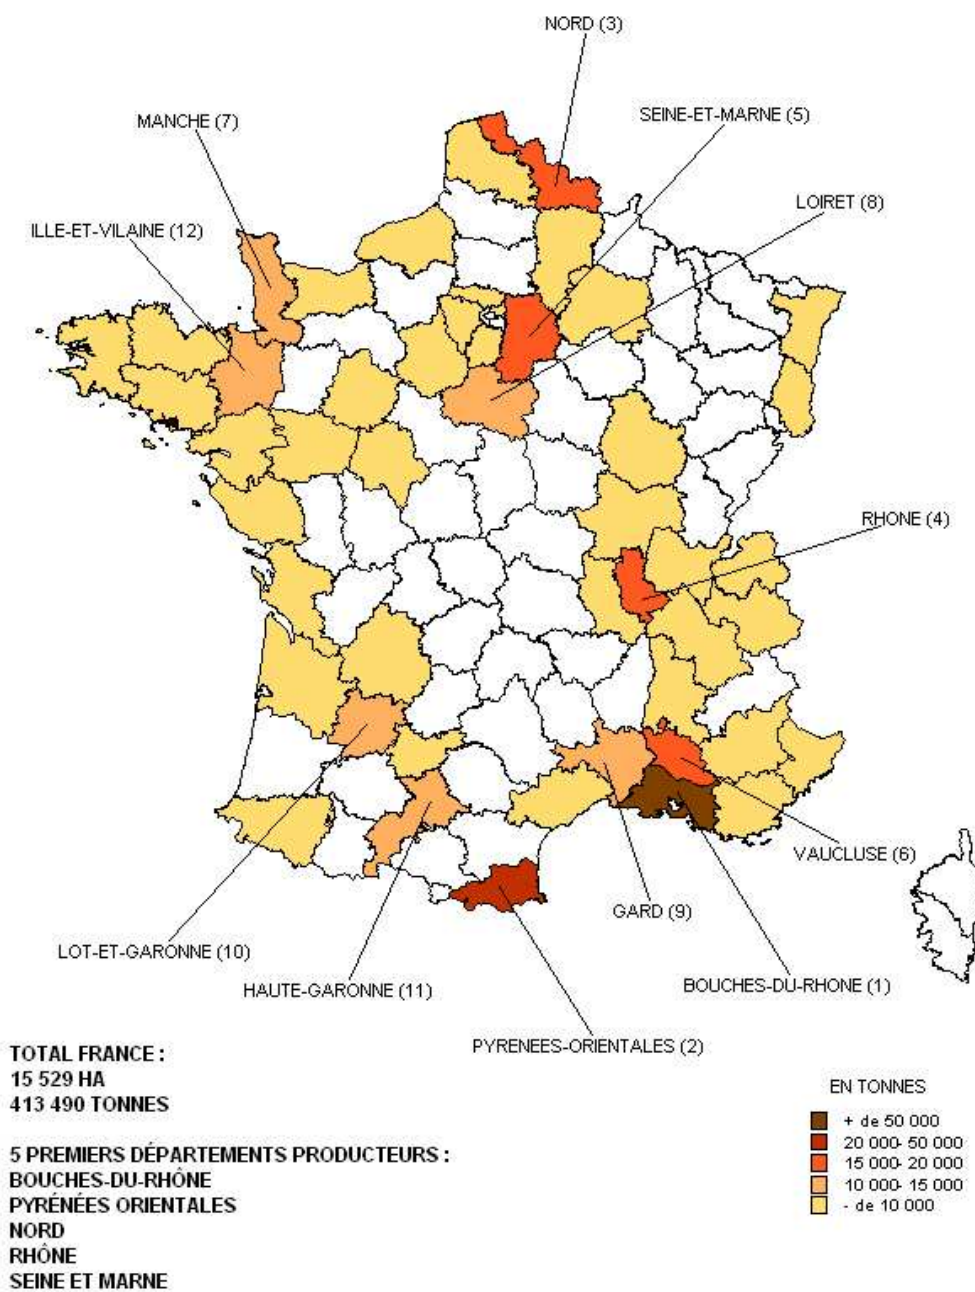 NORD (3)
SEINE-ET-MARNE (5)
MANCHE (7)
LOIRET (8)
ILLE-ET-VILAINE (12)
RHONE (4)
VAUCLUSE (6)
GARD (9)
LOT-ET-GARONNE (10)
HAUTE-GARONNE (11)
BOUCHES-DU-RHONE (1)
PYRENEES-ORIENTALES (2)
TOTAL FRANCE :
15 529 HA
413 490 TONNES
5 PREMIERS DÉPARTEMENTS PRODUCTEURS :
BOUCHES-DU-RHÔNE
PYRÉNÉES ORIENTALES
NORD
RHÔNE
SEINE ET MARNE
EN TONNES
+ de 50 000
20 000- 50 000
15 000- 20 000
10 000- 15 000
- de 10 000